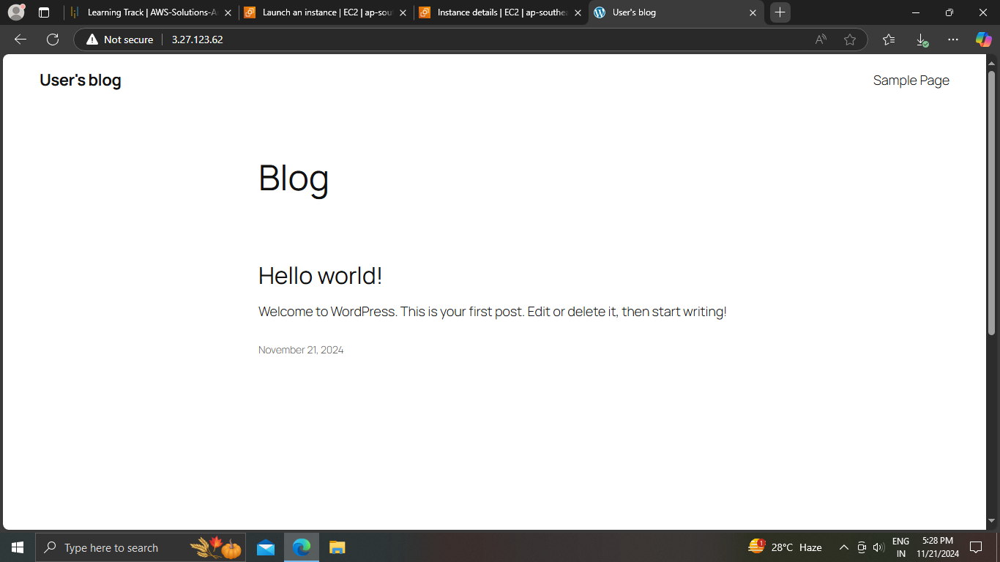 Learning Track | AWS-Solutions-A
Launch an instance | EC2 | ap-sout
Instance details | EC2 | ap-southea
User's blog
Not secure
3.27.123.62
User's blog
Sample Page
Blog
Hello world!
Welcome to WordPress. This is your first post. Edit or delete it, then start writing!
November 21, 2024
Type here to search
1
28°C Haze
ENG
IN
5:28 PM
11/21/2024